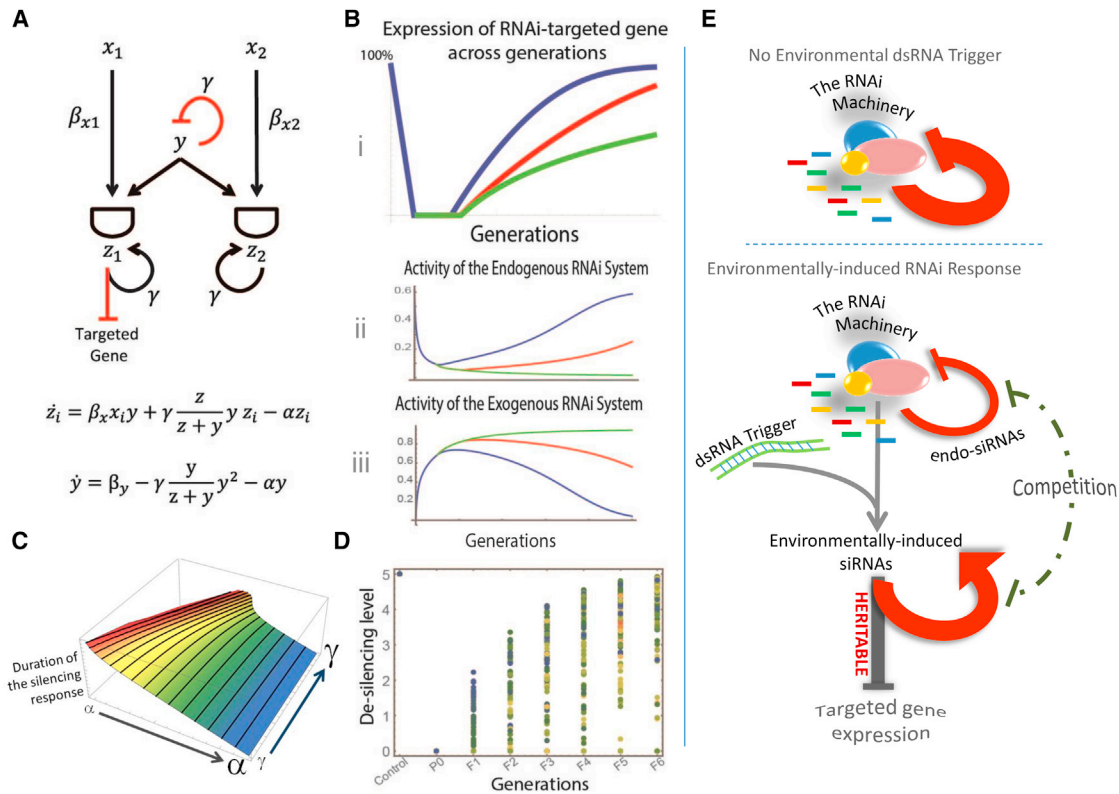 A
x1 x2
γ
βx1 βx2
y
z1 z2
γ γ
Targeted
Gene
żi = βx xi y + γ z/(z + y) y zi − αzi
ẏ = βy − γ y/(z + y) y² − αy
B
Expression of RNAi-targeted gene
across generations
100%
i
Generations
Activity of the Endogenous RNAi System
ii
0.6
0.4
0.2
Activity of the Exogenous RNAi System
iii
0.8
0.6
0.4
0.2
Generations
C
Duration of
the silencing
response
α
α
γ
γ
D
De-silencing level
5
4
3
2
1
0
Control P0 F1 F2 F3 F4 F5 F6
Generations
E
No Environmental dsRNA Trigger
The RNAi
Machinery
Environmentally-induced RNAi Response
The RNAi
Machinery
dsRNA Trigger
endo-siRNAs
Competition
Environmentally-induced
siRNAs
HERITABLE
Targeted gene
expression